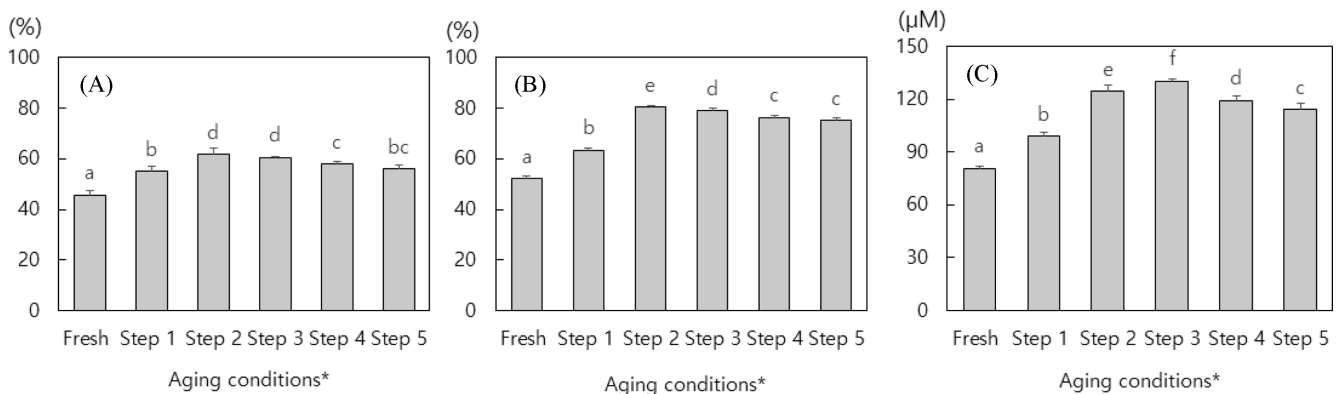 (%)
100
80
60
40
20
0
(A)
a
b
d
d
c
bc
Fresh Step 1 Step 2 Step 3 Step 4 Step 5
Aging conditions*
(%)
100
80
60
40
20
0
(B)
a
b
e
d
c
c
Fresh Step 1 Step 2 Step 3 Step 4 Step 5
Aging conditions*
(μM)
150
120
90
60
30
0
(C)
a
b
e
f
d
c
Fresh Step 1 Step 2 Step 3 Step 4 Step 5
Aging conditions*